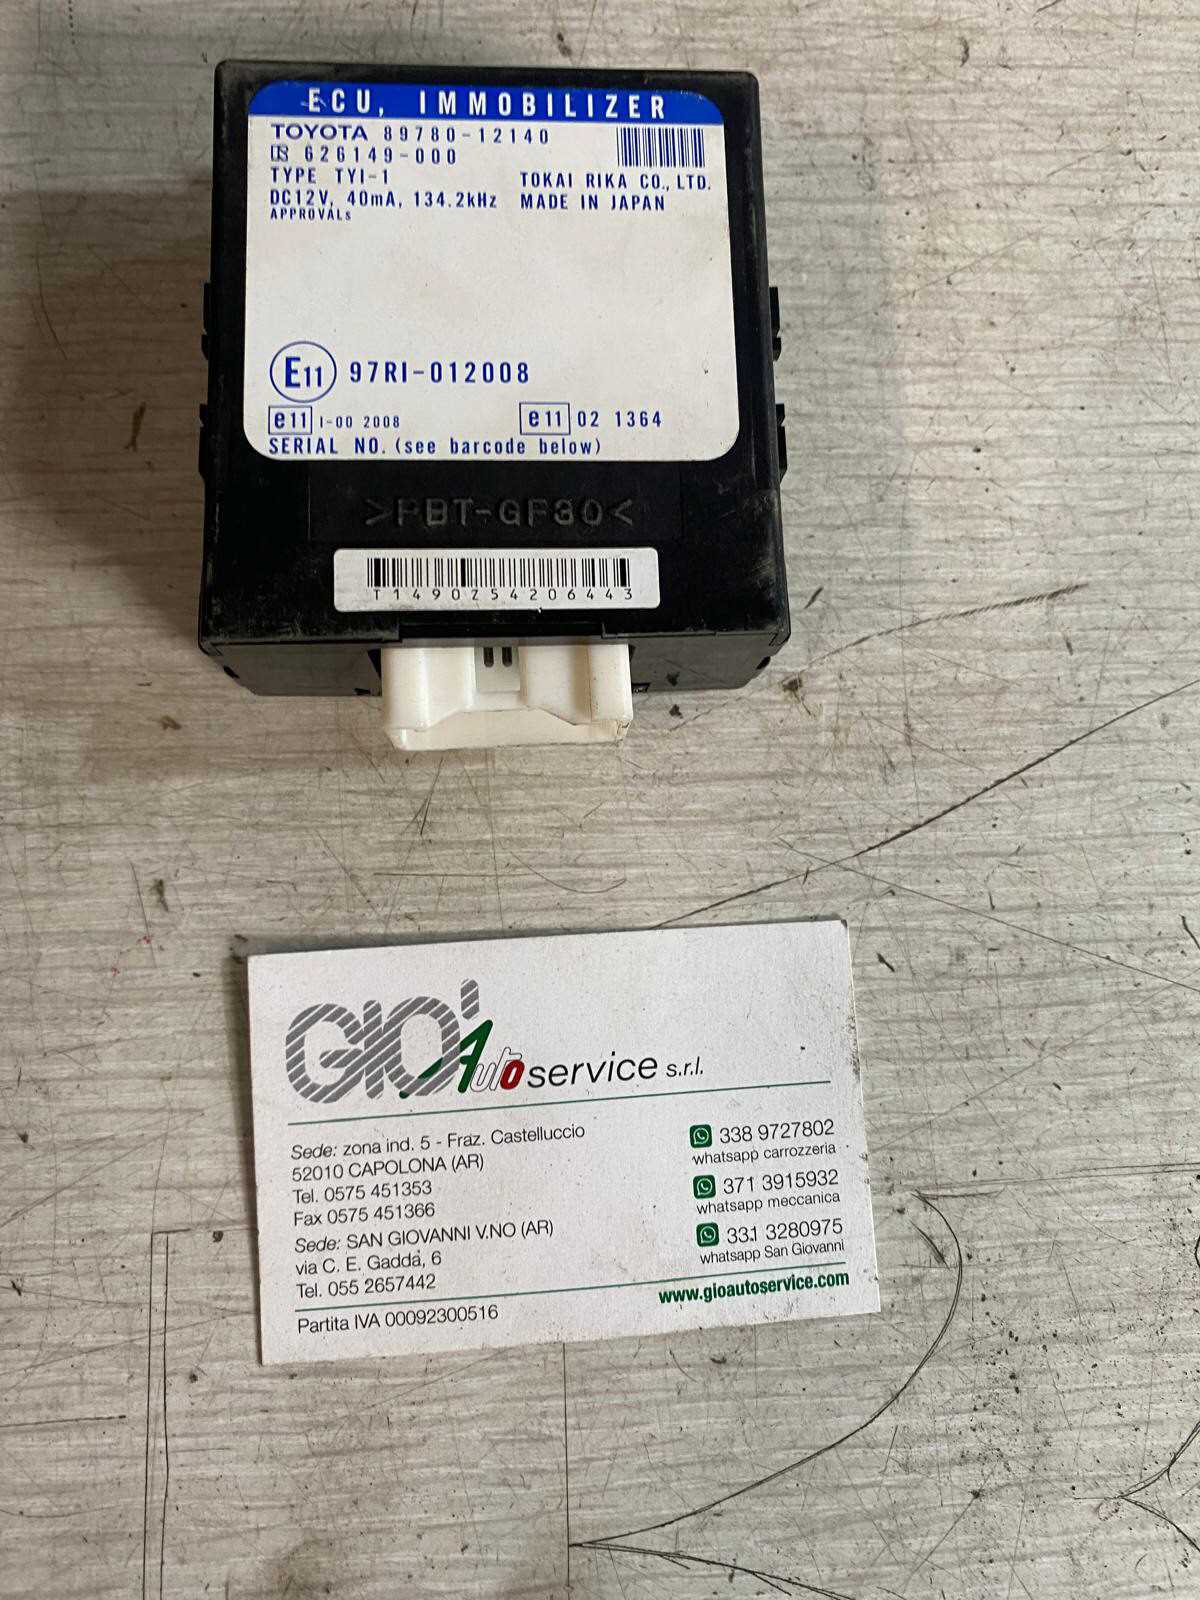 ECU, IMMOBILIZER
TOYOTA 89780-12140
626149-000
TYPE TYI-1
TOKAI RIKA CO., LTD.
DC12V, 40mA, 134.2kHz MADE IN JAPAN
APPROVALs
E11 97RI-012008
e11 I-00 2008 e11 02 1364
SERIAL NO. (see barcode below)
>PBT-GF30<
T1490Z54206443
GIO' Autoservice s.r.l.
Sede: zona ind. 5 - Fraz. Castelluccio
52010 CAPOLONA (AR)
Tel. 0575 451353
Fax 0575 451366
Sede: SAN GIOVANNI V.NO (AR)
via C. E. Gadda, 6
Tel. 055 2657442
Partita IVA 00092300516
338 9727802
whatsapp carrozzeria
371 3915932
whatsapp meccanica
331 3280975
whatsapp San Giovanni
www.gioautoservice.com